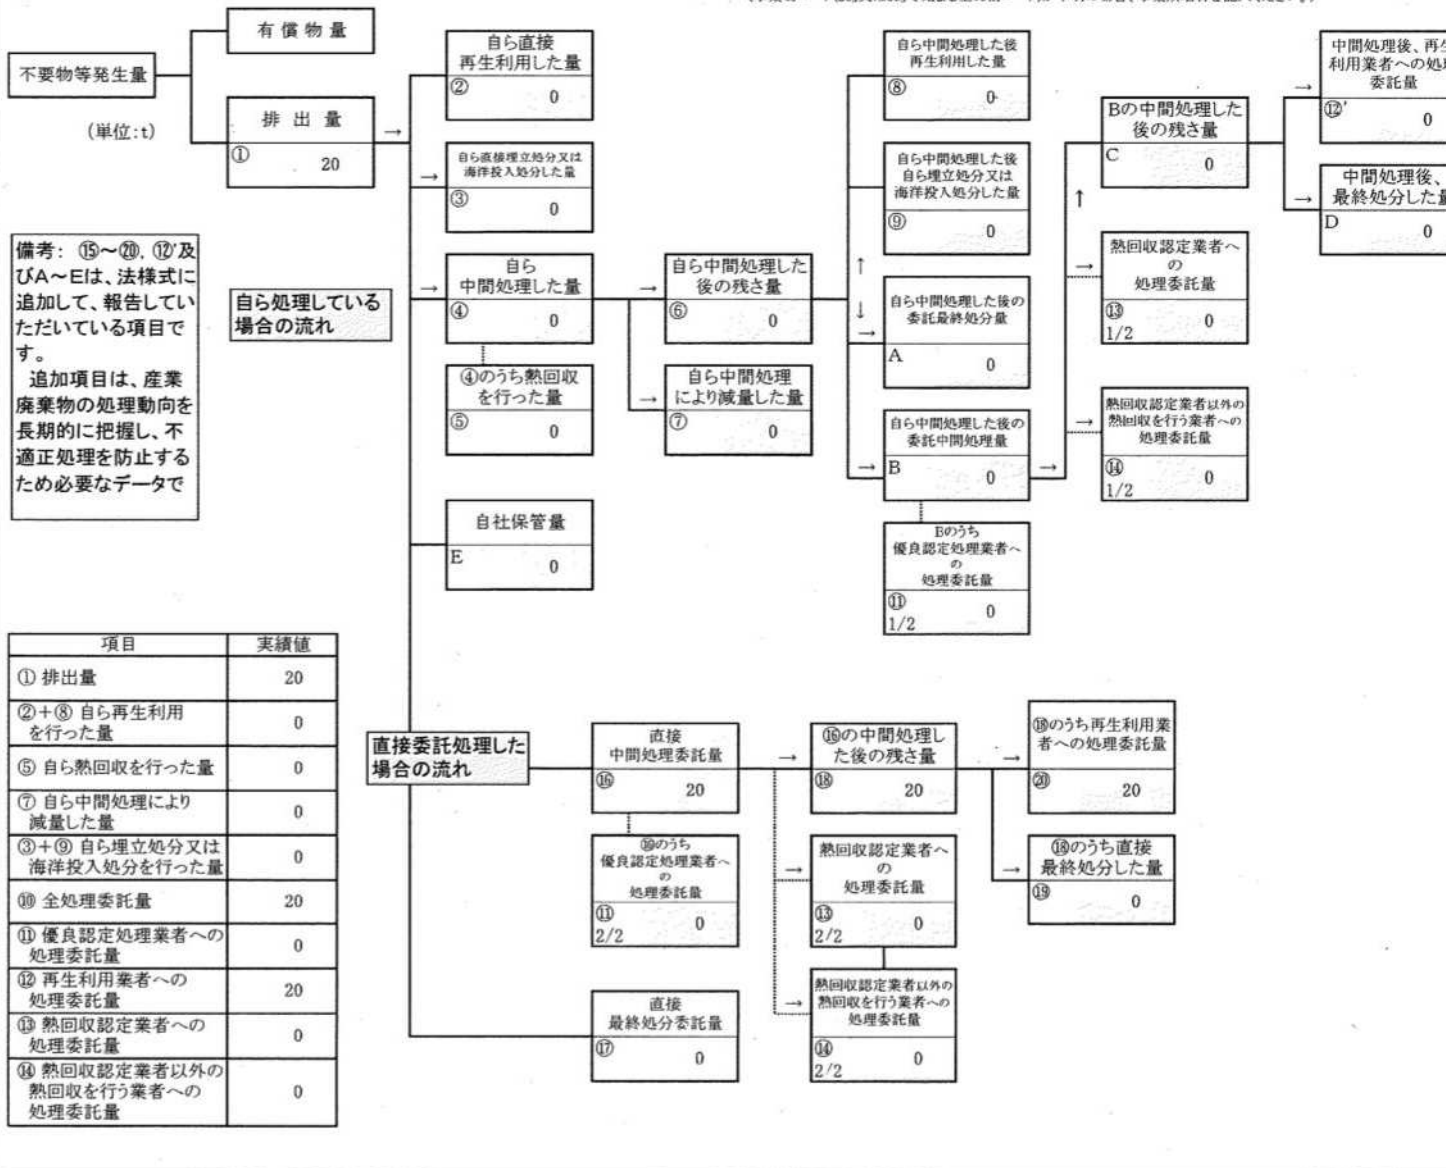 不要物等発生量
(単位:t)
有償物量
排出量
① 20
備考: ⑮~⑳, ⑫'及
びA~Eは、法様式に
追加して、報告してい
ただいている項目で
す。
追加項目は、産業
廃棄物の処理動向を
長期的に把握し、不
適正処理を防止する
ため必要なデータで
自ら処理している
場合の流れ
自ら直接
再生利用した量
② 0
自ら直接埋立処分又は
海洋投入処分した量
③ 0
自ら
中間処理した量
④ 0
④のうち熱回収
を行った量
⑤ 0
自社保管量
E 0
自ら中間処理した
後の残さ量
⑥ 0
自ら中間処理
により減量した量
⑦ 0
自ら中間処理した後
再生利用した量
⑧ 0
自ら中間処理した後
自ら埋立処分又は
海洋投入処分した量
⑨ 0
自ら中間処理した後の
委託最終処分量
A 0
自ら中間処理した後の
委託中間処理量
B 0
Bのうち
優良認定処理業者へ
の
処理委託量
⑪ 0
1/2
Bの中間処理した
後の残さ量
C 0
熱回収認定業者へ
の
処理委託量
⑬ 0
1/2
熱回収認定業者以外の
熱回収を行う業者への
処理委託量
⑭ 0
1/2
中間処理後、再生
利用業者への処理
委託量
⑫' 0
中間処理後、
最終処分した量
D 0
項目 実績値
① 排出量 20
②+⑧ 自ら再生利用
を行った量 0
⑤ 自ら熱回収を行った量 0
⑦ 自ら中間処理により
減量した量 0
③+⑨ 自ら埋立処分又は
海洋投入処分を行った量 0
⑩ 全処理委託量 20
⑪ 優良認定処理業者への
処理委託量 0
⑫ 再生利用業者への
処理委託量 20
⑬ 熱回収認定業者への
処理委託量 0
⑭ 熱回収認定業者以外の
熱回収を行う業者への
処理委託量 0
直接委託処理した
場合の流れ
直接
中間処理委託量
⑯ 20
⑯のうち
優良認定処理業者へ
の
処理委託量
⑪ 0
2/2
直接
最終処分委託量
⑰ 0
⑯の中間処理し
た後の残さ量
⑱ 20
熱回収認定業者へ
の
処理委託量
⑬ 0
2/2
熱回収認定業者以外の
熱回収を行う業者への
処理委託量
⑭ 0
2/2
⑱のうち再生利用業
者への処理委託量
⑳ 20
⑱のうち直接
最終処分した量
⑲ 0